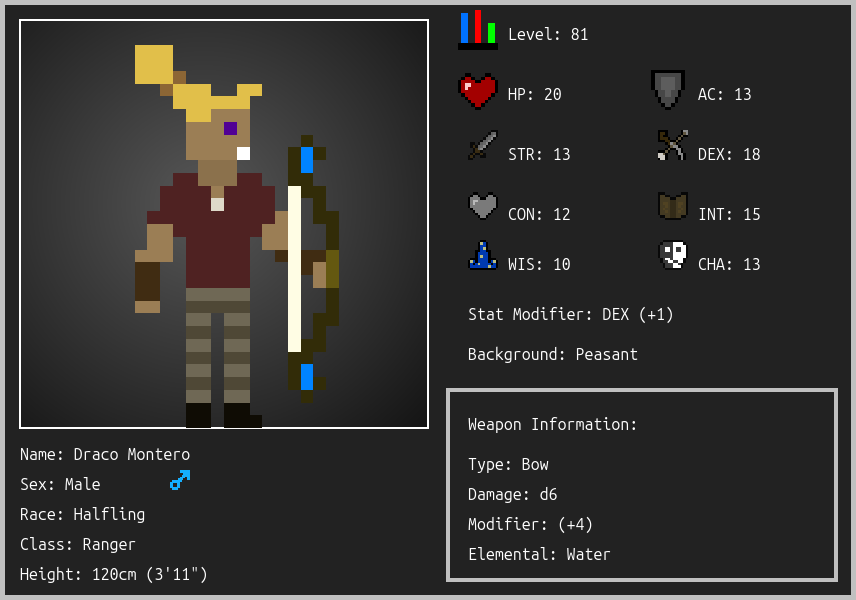 Level: 81
HP: 20
AC: 13
STR: 13
DEX: 18
CON: 12
INT: 15
WIS: 10
CHA: 13
Stat Modifier: DEX (+1)
Background: Peasant
Weapon Information:
Type: Bow
Damage: d6
Modifier: (+4)
Elemental: Water
Name: Draco Montero
Sex: Male
Race: Halfling
Class: Ranger
Height: 120cm (3'11")